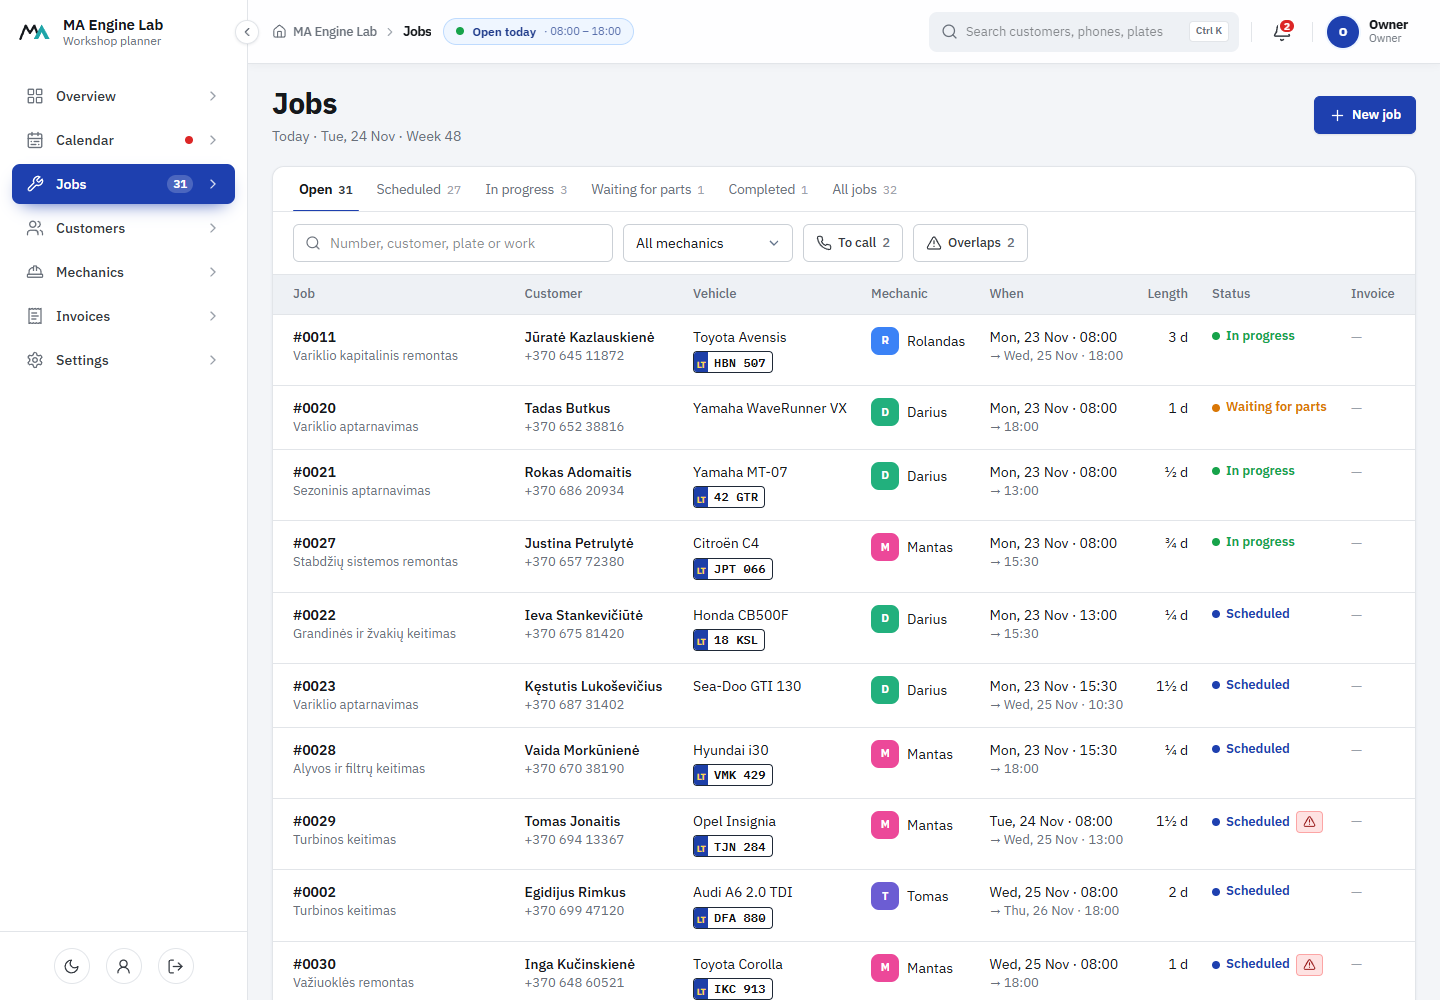 MA Engine Lab
Workshop planner
Overview
Calendar
Jobs 31
Customers
Mechanics
Invoices
Settings
MA Engine Lab Jobs Open today · 08:00 – 18:00
Search customers, phones, plates Ctrl K
2
O Owner
Owner
Jobs
Today · Tue, 24 Nov · Week 48
New job
Open 31 Scheduled 27 In progress 3 Waiting for parts 1 Completed 1 All jobs 32
Number, customer, plate or work All mechanics To call 2 Overlaps 2
Job Customer Vehicle Mechanic When Length Status Invoice
#0011 Jūratė Kazlauskienė Toyota Avensis R Rolandas Mon, 23 Nov · 08:00 3 d In progress —
Variklio kapitalinis remontas +370 645 11872 LT HBN 507 → Wed, 25 Nov · 18:00
#0020 Tadas Butkus Yamaha WaveRunner VX D Darius Mon, 23 Nov · 08:00 1 d Waiting for parts —
Variklio aptarnavimas +370 652 38816 → 18:00
#0021 Rokas Adomaitis Yamaha MT-07 D Darius Mon, 23 Nov · 08:00 ½ d In progress —
Sezoninis aptarnavimas +370 686 20934 LT 42 GTR → 13:00
#0027 Justina Petrulytė Citroën C4 M Mantas Mon, 23 Nov · 08:00 ¾ d In progress —
Stabdžių sistemos remontas +370 657 72380 LT JPT 066 → 15:30
#0022 Ieva Stankevičiūtė Honda CB500F D Darius Mon, 23 Nov · 13:00 ¼ d Scheduled —
Grandinės ir žvakių keitimas +370 675 81420 LT 18 KSL → 15:30
#0023 Kęstutis Lukoševičius Sea-Doo GTI 130 D Darius Mon, 23 Nov · 15:30 1½ d Scheduled —
Variklio aptarnavimas +370 687 31402 → Wed, 25 Nov · 10:30
#0028 Vaida Morkūnienė Hyundai i30 M Mantas Mon, 23 Nov · 15:30 ¼ d Scheduled —
Alyvos ir filtrų keitimas +370 670 38190 LT VMK 429 → 18:00
#0029 Tomas Jonaitis Opel Insignia M Mantas Tue, 24 Nov · 08:00 1½ d Scheduled —
Turbinos keitimas +370 694 13367 LT TJN 284 → Wed, 25 Nov · 13:00
#0002 Egidijus Rimkus Audi A6 2.0 TDI T Tomas Wed, 25 Nov · 08:00 2 d Scheduled —
Turbinos keitimas +370 699 47120 LT DFA 880 → Thu, 26 Nov · 18:00
#0030 Inga Kučinskienė Toyota Corolla M Mantas Wed, 25 Nov · 08:00 1 d Scheduled —
Važiuoklės remontas +370 648 60521 LT IKC 913 → 18:00